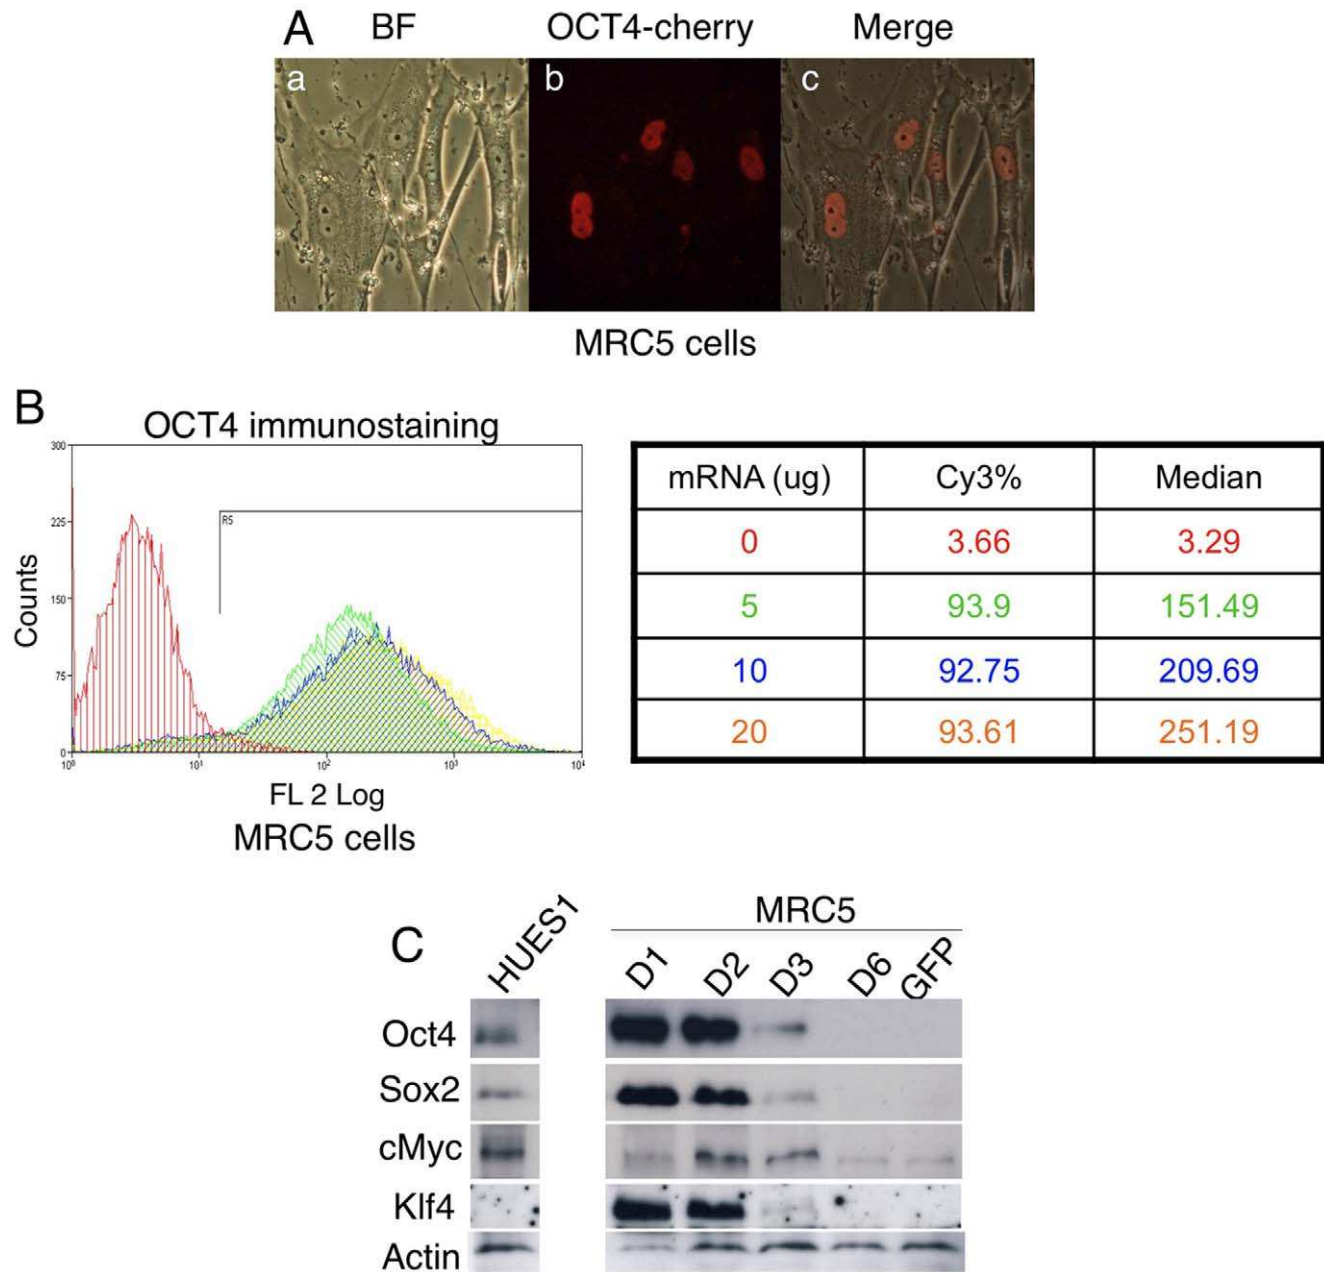 A BF OCT4-cherry Merge
a b c
MRC5 cells
B
OCT4 immunostaining
300
225
150
75
0
R5
Counts
10⁰ 10¹ 10² 10³ 10⁴
FL 2 Log
MRC5 cells
mRNA (ug) Cy3% Median
0 3.66 3.29
5 93.9 151.49
10 92.75 209.69
20 93.61 251.19
C
MRC5
HUES1 D1 D2 D3 D6 GFP
Oct4
Sox2
cMyc
Klf4
Actin